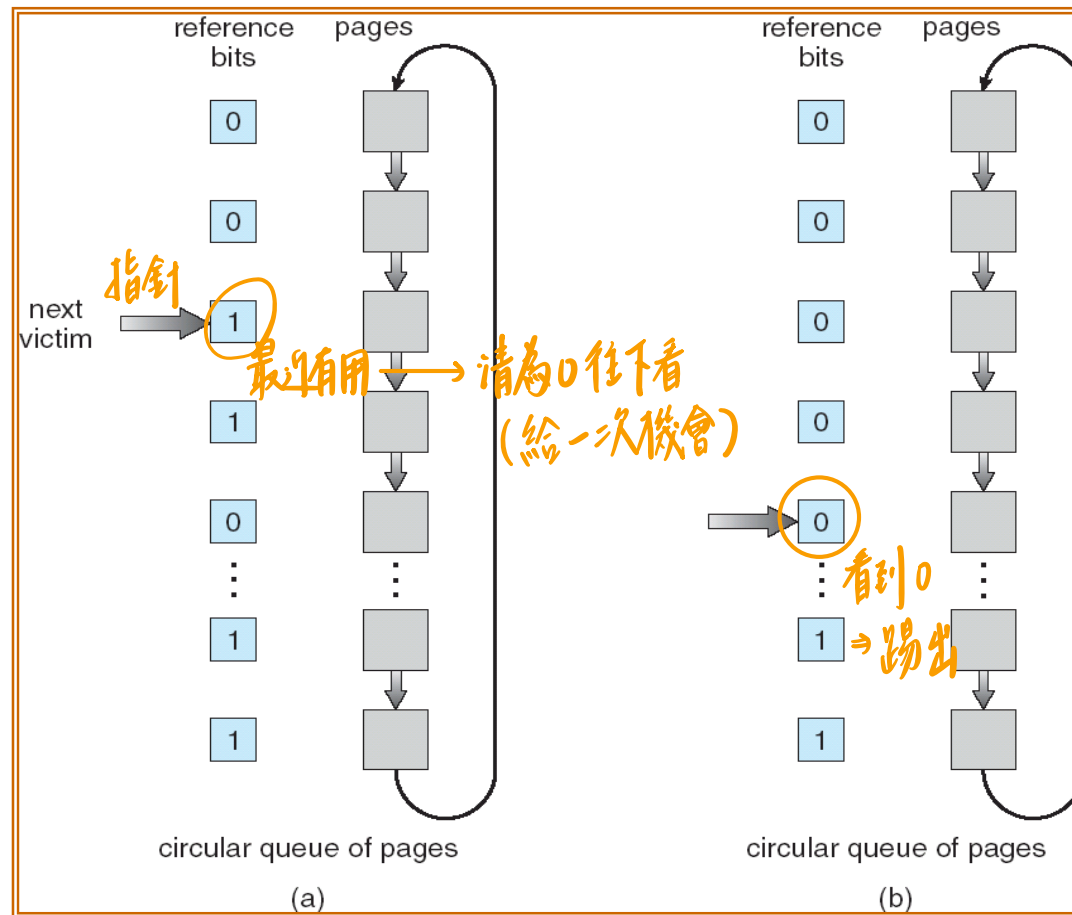 reference bits
pages
0
0
指針
next victim
1
最近有用 → 清為0往下看
(給一次機會)
1
0
1
1
circular queue of pages
(a)
reference bits
pages
0
0
0
0
0
看到0
1 ⇒ 踢出
1
circular queue of pages
(b)